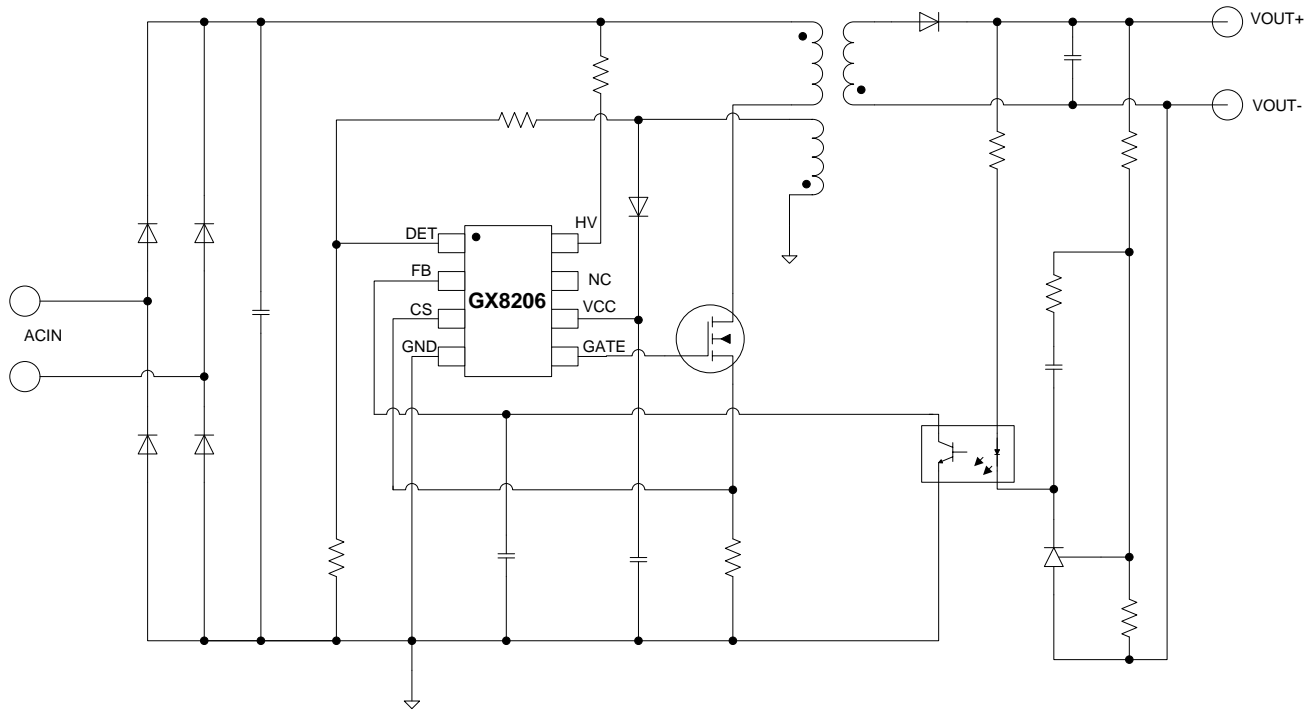 VOUT+
VOUT-
HV
DET
FB
NC
GX8206
CS
VCC
ACIN
GND
GATE